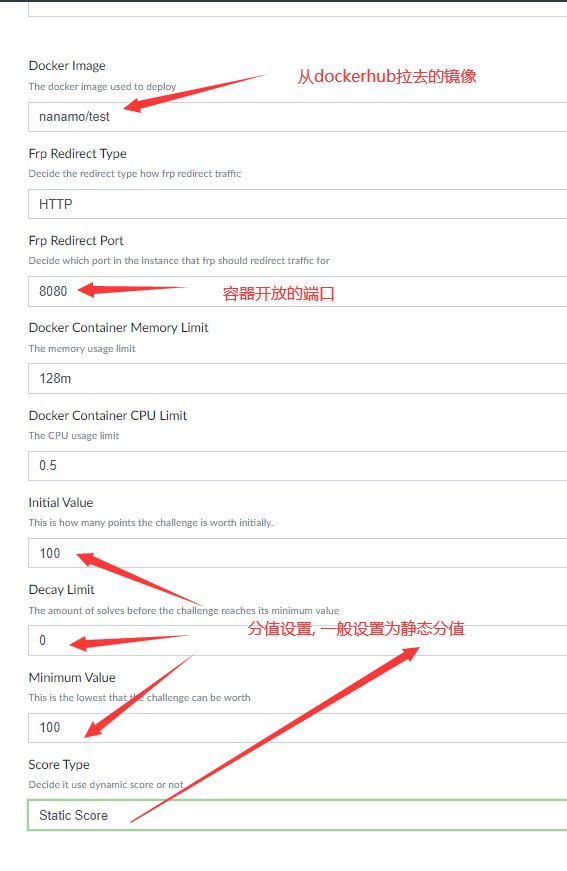 Docker Image
从dockerhub拉去的镜像
The docker image used to deploy
nanamo/test
Frp Redirect Type
Decide the redirect type how frp redirect traffic
HTTP
Frp Redirect Port
Decide which port in the instance that frp should redirect traffic for
8080
容器开放的端口
Docker Container Memory Limit
The memory usage limit
128m
Docker Container CPU Limit
The CPU usage limit
0.5
Initial Value
This is how many points the challenge is worth initially.
100
Decay Limit
The amount of solves before the challenge reaches its minimum value
分值设置, 一般设置为静态分值
0
Minimum Value
This is the lowest that the challenge can be worth
100
Score Type
Decide it use dynamic score or not
Static Score